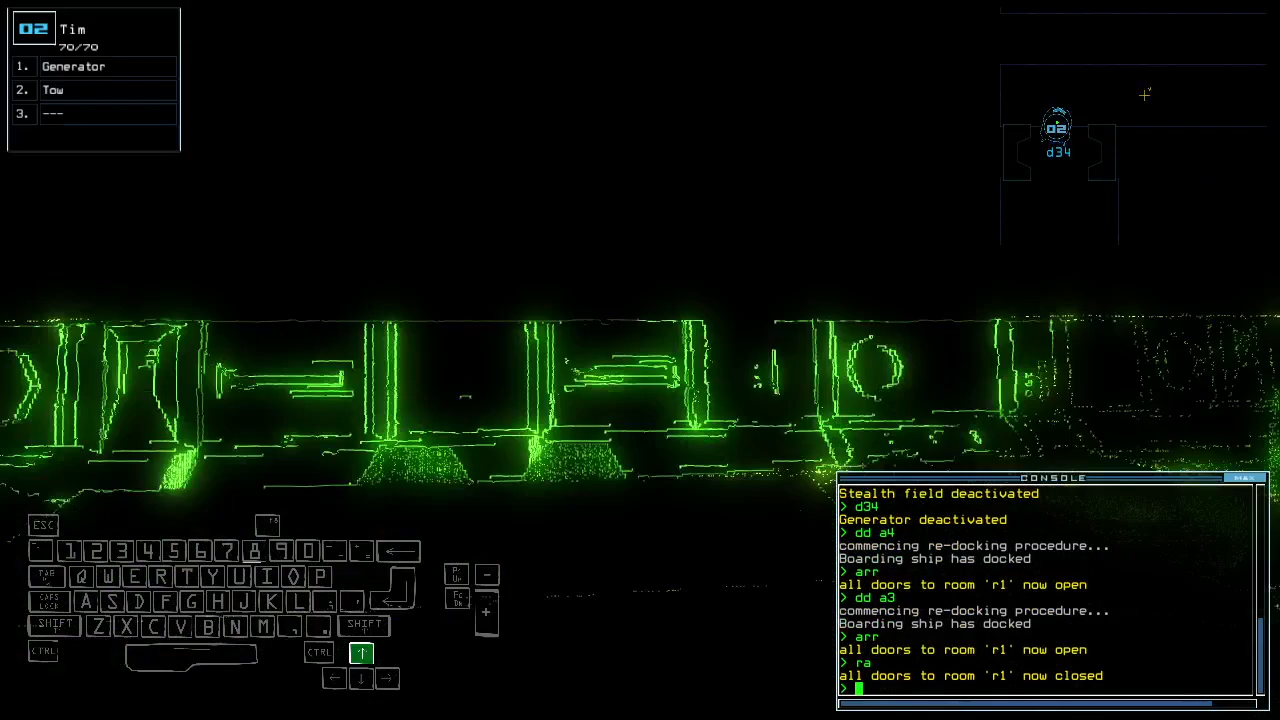 02 Tim
70/70
1. Generator
2. Tow
3. ---
02
d34
CONSOLE
MAX
Stealth field deactivated
> d34
Generator deactivated
> dd a4
commencing re-docking procedure...
Boarding ship has docked
> arr
all doors to room 'r1' now open
> dd a3
commencing re-docking procedure...
Boarding ship has docked
> arr
all doors to room 'r1' now open
> ra
all doors to room 'r1' now closed
>
ESC
1 2 3 4 5 6 7 8 9 0 - =
TAB Q W E R T Y U I O P
CAPS LOCK A S D F G H J K L ; '
SHIFT Z X C V B N M , . SHIFT
CTRL CTRL ↑
← ↓ →
- +